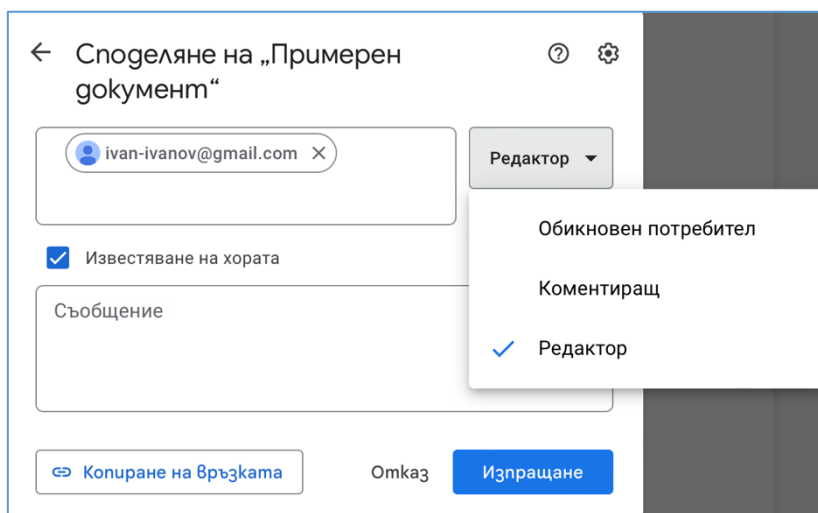 Споделяне на „Примерен
документ“
ivan-ivanov@gmail.com
Редактор
Обикновен потребител
Известяване на хората
Коментиращ
Съобщение
Редактор
Копиране на връзката
Отказ
Изпращане